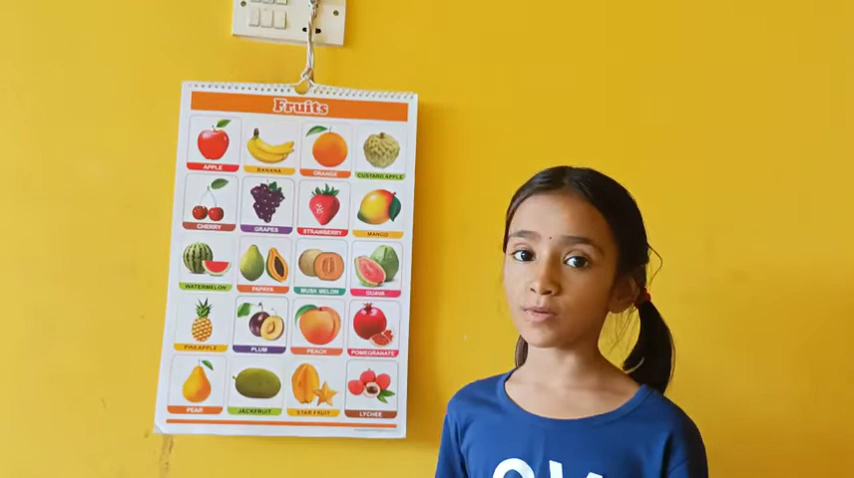 Fruits
APPLE BANANA ORANGE CUSTARD APPLE
CHERRY GRAPES STRAWBERRY MANGO
WATERMELON PAPAYA MUSK MELON GUAVA
PINEAPPLE PLUM PEACH POMEGRANATE
PEAR JACKFRUIT STAR FRUIT LYCHEE